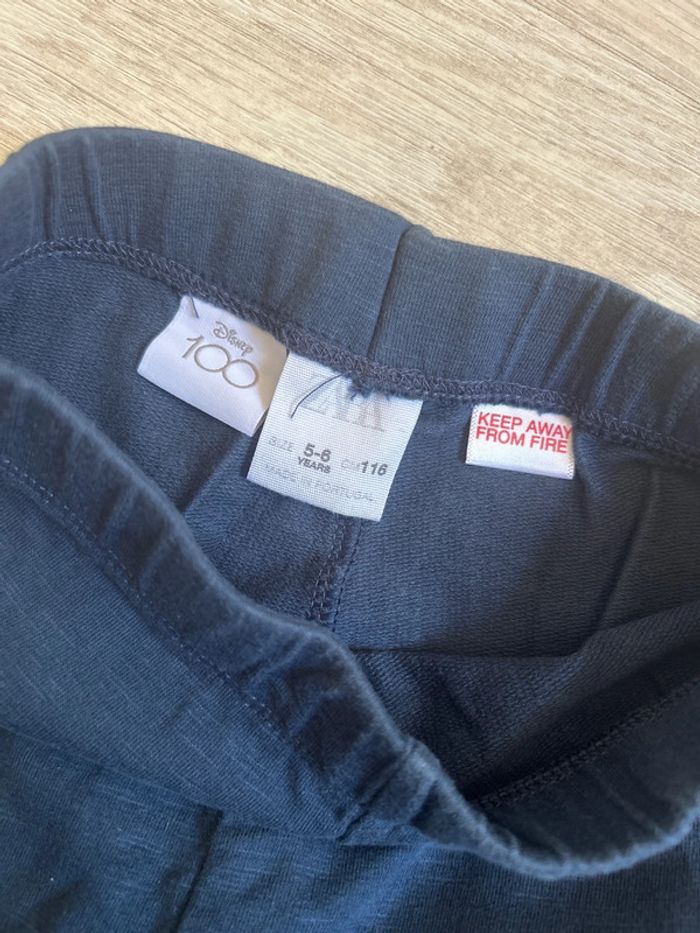 Disney
100
ZARA
SIZE 5-6 YEARS CM 116
MADE IN PORTUGAL
KEEP AWAY
FROM FIRE